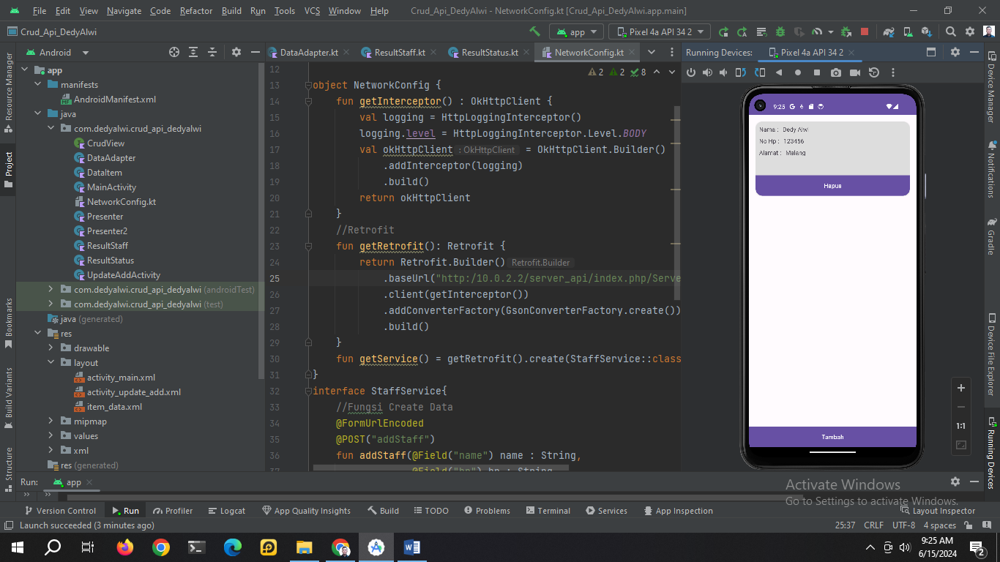 File Edit View Navigate Code Refactor Build Run Tools VCS Window Help Crud_Api_DedyAlwi - NetworkConfig.kt [Crud_Api_DedyAlwi.app.main]
Crud_Api_DedyAlwi app Pixel 4a API 34 2
Android DataAdapter.kt ResultStaff.kt ResultStatus.kt NetworkConfig.kt Running Devices: Pixel 4a API 34 2
Resource Manager
Project
Bookmarks
Build Variants
Structure
app
manifests
AndroidManifest.xml
java
com.dedyalwi.crud_api_dedyalwi
CrudView
DataAdapter
DataItem
MainActivity
NetworkConfig.kt
Presenter
Presenter2
ResultStaff
ResultStatus
UpdateAddActivity
com.dedyalwi.crud_api_dedyalwi (androidTest)
com.dedyalwi.crud_api_dedyalwi (test)
java (generated)
res
drawable
layout
activity_main.xml
activity_update_add.xml
item_data.xml
mipmap
values
xml
res (generated)
2 2 8
12
13 object NetworkConfig {
14 fun getInterceptor() : OkHttpClient {
15 val logging = HttpLoggingInterceptor()
16 logging.level = HttpLoggingInterceptor.Level.BODY
17 val okHttpClient : OkHttpClient = OkHttpClient.Builder()
18 .addInterceptor(logging)
19 .build()
20 return okHttpClient
21 }
22 //Retrofit
23 fun getRetrofit(): Retrofit {
24 return Retrofit.Builder() Retrofit.Builder
25 .baseUrl("http:/10.0.2.2/server_api/index.php/Serve
26 .client(getInterceptor())
27 .addConverterFactory(GsonConverterFactory.create())
28 .build()
29 }
30 fun getService() = getRetrofit().create(StaffService::class
31 }
32 interface StaffService{
33 //Fungsi Create Data
34 @FormUrlEncoded
35 @POST("addStaff")
36 fun addStaff(@Field("name") name : String,
37 @Field("hp") hp : String
9:25
Nama : Dedy Alwi
No Hp : 123456
Alamat : Malang
Hapus
Tambah
1:1
Device Manager
Notifications
Gradle
Device File Explorer
Running Devices
Run: app
Activate Windows
Go to Settings to activate Windows.
Version Control Run Profiler Logcat App Quality Insights Build TODO Problems Terminal Services App Inspection Layout Inspector
Launch succeeded (3 minutes ago) 25:37 CRLF UTF-8 4 spaces
9:25 AM
6/15/2024
2